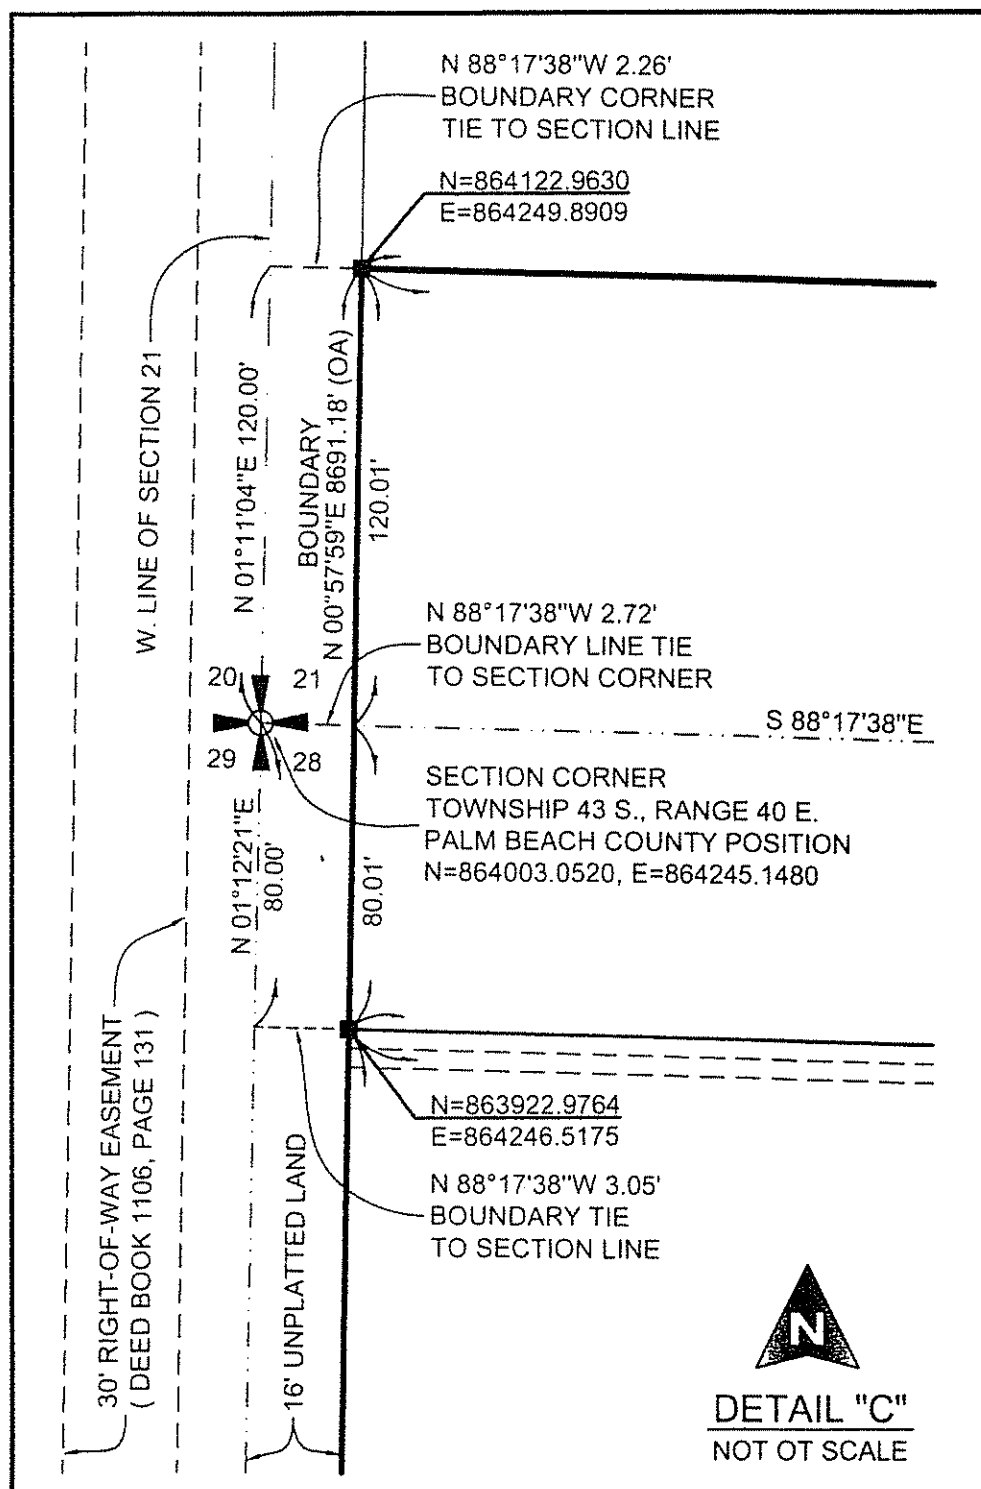 N 88°17'38"W 2.26'
BOUNDARY CORNER
TIE TO SECTION LINE
N=864122.9630
E=864249.8909
W. LINE OF SECTION 21
N 01°11'04"E 120.00'
BOUNDARY
N 00"57'59"E 8691.18' (OA)
120.01'
N 88°17'38"W 2.72'
BOUNDARY LINE TIE
TO SECTION CORNER
20
21
29
28
S 88°17'38"E
SECTION CORNER
TOWNSHIP 43 S., RANGE 40 E.
PALM BEACH COUNTY POSITION
N=864003.0520, E=864245.1480
N 01°12'21"E
80.00'
80.01'
30' RIGHT-OF-WAY EASEMENT
( DEED BOOK 1106, PAGE 131 )
N=863922.9764
E=864246.5175
N 88°17'38"W 3.05'
BOUNDARY TIE
TO SECTION LINE
16' UNPLATTED LAND
N
DETAIL "C"
NOT OT SCALE